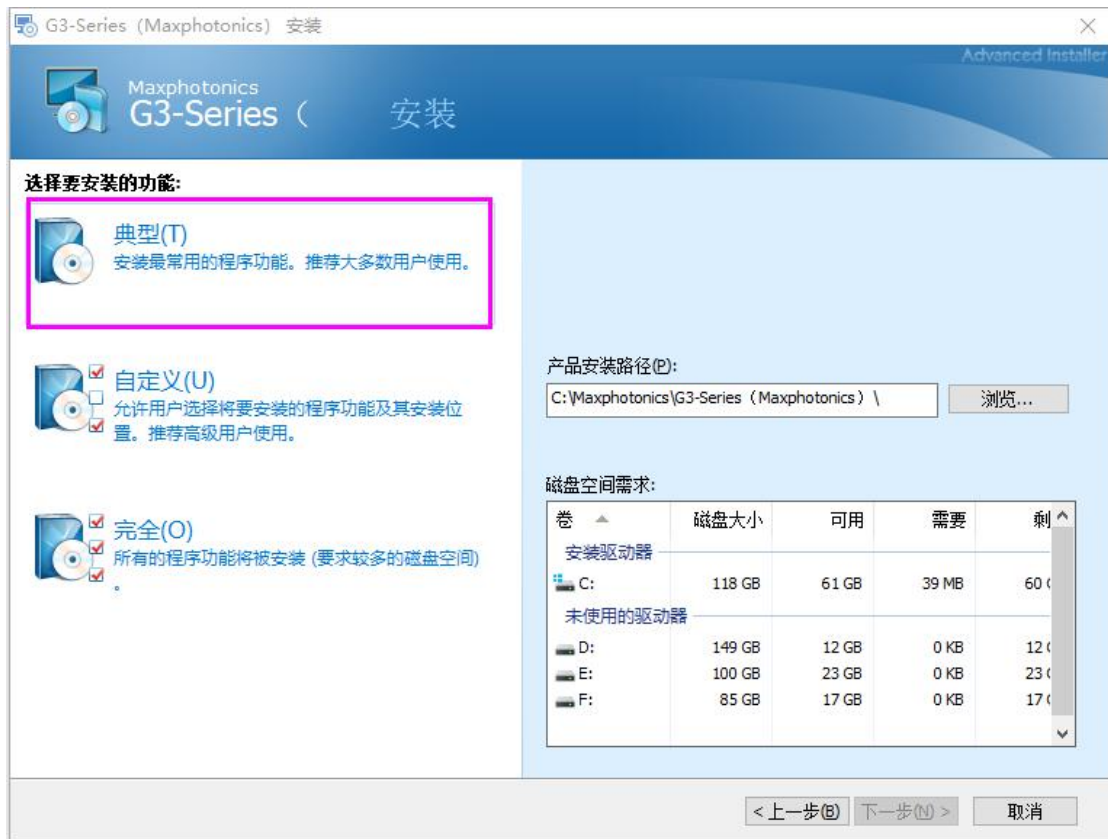 G3-Series（Maxphotonics） 安装
Advanced Installer
Maxphotonics
G3-Series（ 安装
选择要安装的功能:
典型(T)
安装最常用的程序功能。推荐大多数用户使用。
自定义(U)
允许用户选择将要安装的程序功能及其安装位
置。推荐高级用户使用。
完全(O)
所有的程序功能将被安装 (要求较多的磁盘空间)
。
产品安装路径(P):
C:\Maxphotonics\G3-Series（Maxphotonics）\
浏览...
磁盘空间需求:
卷 磁盘大小 可用 需要 剩
安装驱动器
C: 118 GB 61 GB 39 MB 60
未使用的驱动器
D: 149 GB 12 GB 0 KB 12
E: 100 GB 23 GB 0 KB 23
F: 85 GB 17 GB 0 KB 17
<上一步(B) 下一步(N) > 取消